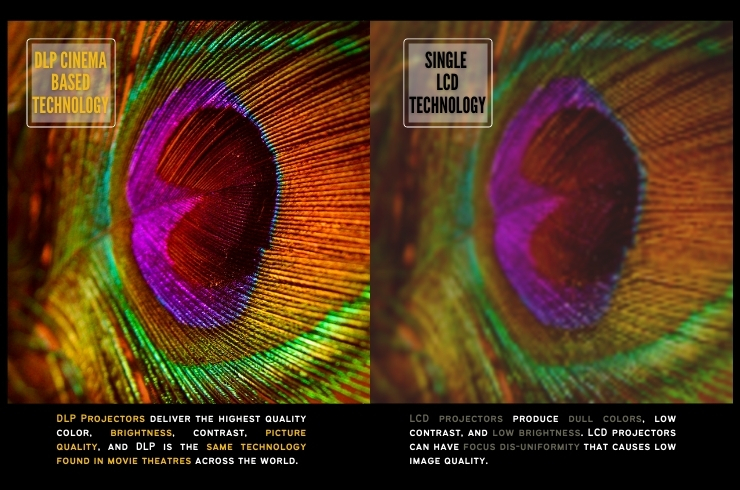 DLP CINEMA
BASED
TECHNOLOGY
SINGLE
LCD
TECHNOLOGY
DLP PROJECTORS DELIVER THE HIGHEST QUALITY
COLOR, BRIGHTNESS, CONTRAST, PICTURE
QUALITY, AND DLP IS THE SAME TECHNOLOGY
FOUND IN MOVIE THEATRES ACROSS THE WORLD.
LCD PROJECTORS PRODUCE DULL COLORS, LOW
CONTRAST, AND LOW BRIGHTNESS. LCD PROJECTORS
CAN HAVE FOCUS DIS-UNIFORMITY THAT CAUSES LOW
IMAGE QUALITY.